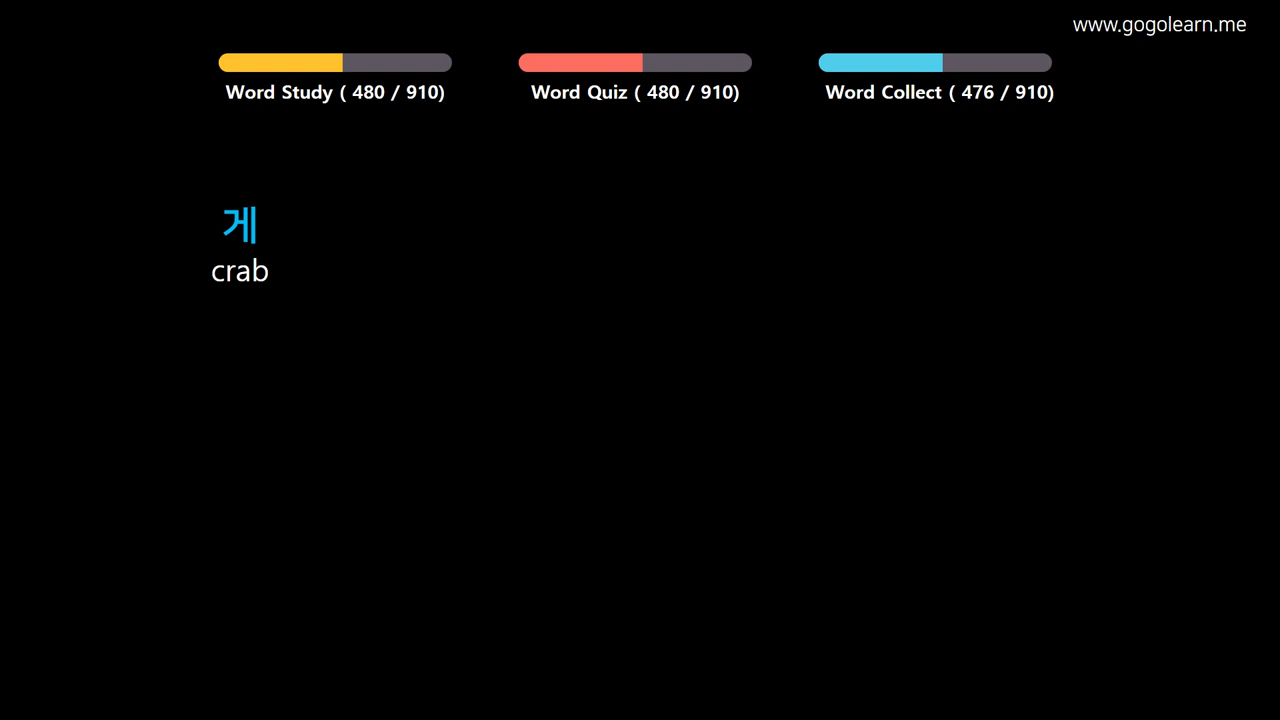 www.gogolearn.me
Word Study ( 480 / 910)
Word Quiz ( 480 / 910)
Word Collect ( 476 / 910)
게
crab